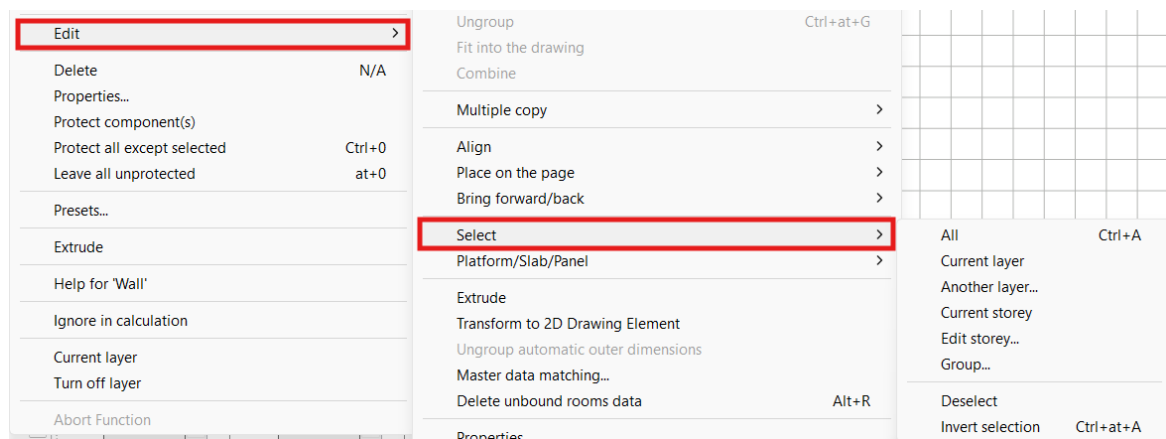 Edit
Delete N/A
Properties...
Protect component(s)
Protect all except selected Ctrl+0
Leave all unprotected at+0
Presets...
Extrude
Help for 'Wall'
Ignore in calculation
Current layer
Turn off layer
Abort Function
Ungroup Ctrl+at+G
Fit into the drawing
Combine
Multiple copy
Align
Place on the page
Bring forward/back
Select
Platform/Slab/Panel
Extrude
Transform to 2D Drawing Element
Ungroup automatic outer dimensions
Master data matching...
Delete unbound rooms data Alt+R
Properties
All Ctrl+A
Current layer
Another layer...
Current storey
Edit storey...
Group...
Deselect
Invert selection Ctrl+at+A